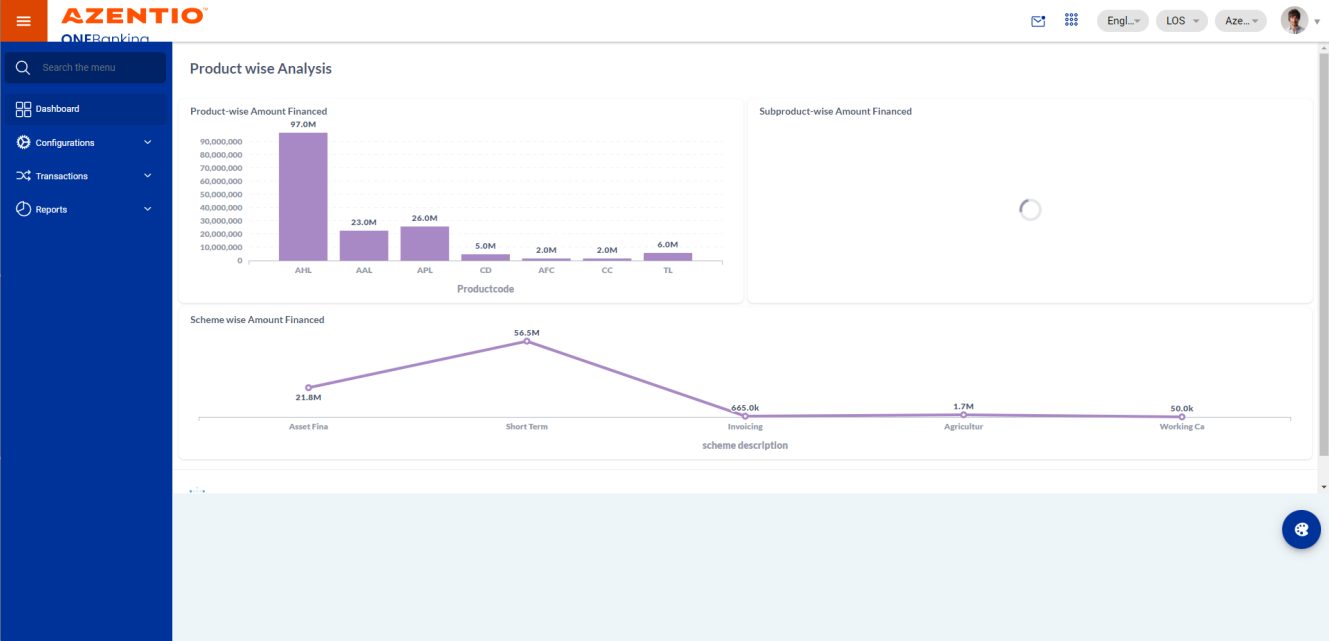 AZENTIO™
ONEBanking
Engl...
LOS
Aze...
Search the menu
Dashboard
Configurations
Transactions
Reports
Product wise Analysis
Product-wise Amount Financed
97.0M
90,000,000
80,000,000
70,000,000
60,000,000
50,000,000
40,000,000
30,000,000
20,000,000
10,000,000
0
23.0M
26.0M
5.0M
2.0M
2.0M
6.0M
AHL
AAL
APL
CD
AFC
CC
TL
Productcode
Subproduct-wise Amount Financed
Scheme wise Amount Financed
56.5M
21.8M
665.0k
1.7M
50.0k
Asset Fina
Short Term
Invoicing
Agricultur
Working Ca
scheme description